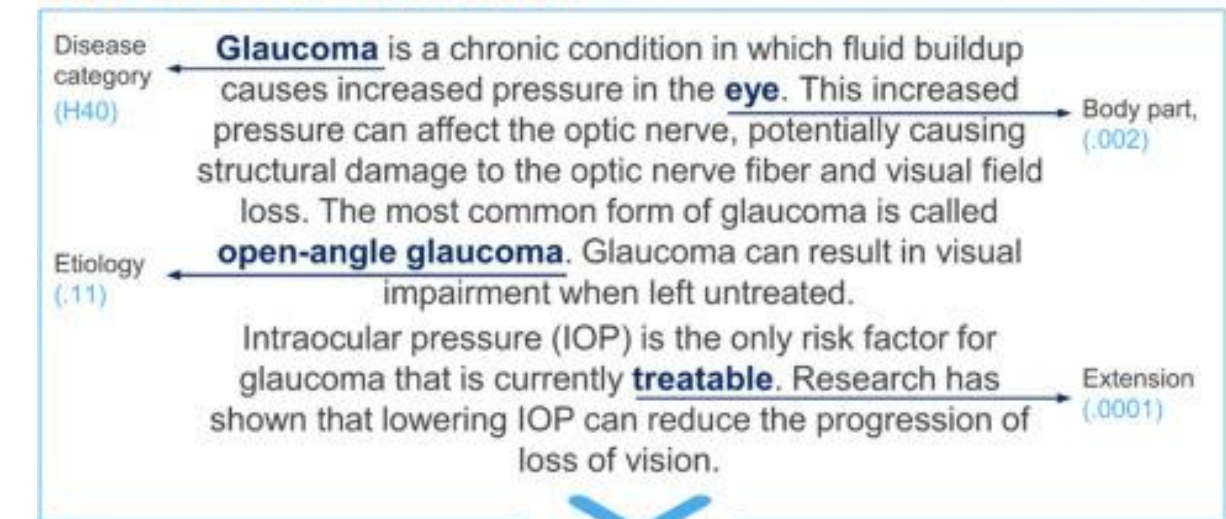 Disease
category
(H40)
Glaucoma is a chronic condition in which fluid buildup
causes increased pressure in the eye. This increased
pressure can affect the optic nerve, potentially causing
structural damage to the optic nerve fiber and visual field
loss. The most common form of glaucoma is called
open-angle glaucoma. Glaucoma can result in visual
impairment when left untreated.
Body part,
(.002)
Etiology
(.11)
Intraocular pressure (IOP) is the only risk factor for
glaucoma that is currently treatable. Research has
shown that lowering IOP can reduce the progression of
loss of vision.
Extension
(.0001)